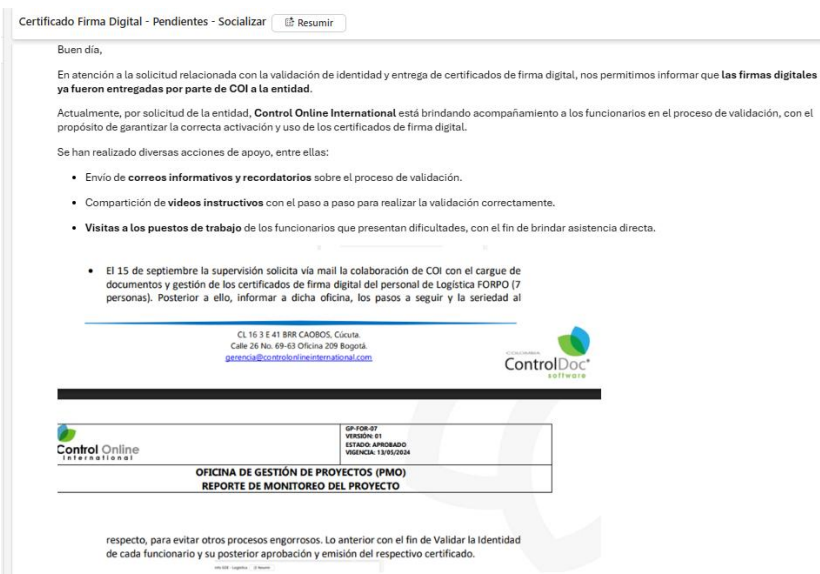 Certificado Firma Digital - Pendientes - Socializar Resumir
Buen día,
En atención a la solicitud relacionada con la validación de identidad y entrega de certificados de firma digital, nos permitimos informar que las firmas digitales
ya fueron entregadas por parte de COI a la entidad.
Actualmente, por solicitud de la entidad, Control Online International está brindando acompañamiento a los funcionarios en el proceso de validación, con el
propósito de garantizar la correcta activación y uso de los certificados de firma digital.
Se han realizado diversas acciones de apoyo, entre ellas:
• Envío de correos informativos y recordatorios sobre el proceso de validación.
• Compartición de videos instructivos con el paso a paso para realizar la validación correctamente.
• Visitas a los puestos de trabajo de los funcionarios que presentan dificultades, con el fin de brindar asistencia directa.
• El 15 de septiembre la supervisión solicita vía mail la colaboración de COI con el cargue de
documentos y gestión de los certificados de firma digital del personal de Logística FORPO (7
personas). Posterior a ello, informar a dicha oficina, los pasos a seguir y la seriedad al
CL 16 3 E 41 BRR CAOBOS, Cúcuta.
Calle 26 No. 69-63 Oficina 209 Bogotá.
gerencia@controlonlineinternational.com
ControlDoc
software
Control Online
International
GP-FOR-07
VERSIÓN: 01
ESTADO: APROBADO
VIGENCIA: 13/05/2024
OFICINA DE GESTIÓN DE PROYECTOS (PMO)
REPORTE DE MONITOREO DEL PROYECTO
respecto, para evitar otros procesos engorrosos. Lo anterior con el fin de Validar la Identidad
de cada funcionario y su posterior aprobación y emisión del respectivo certificado.